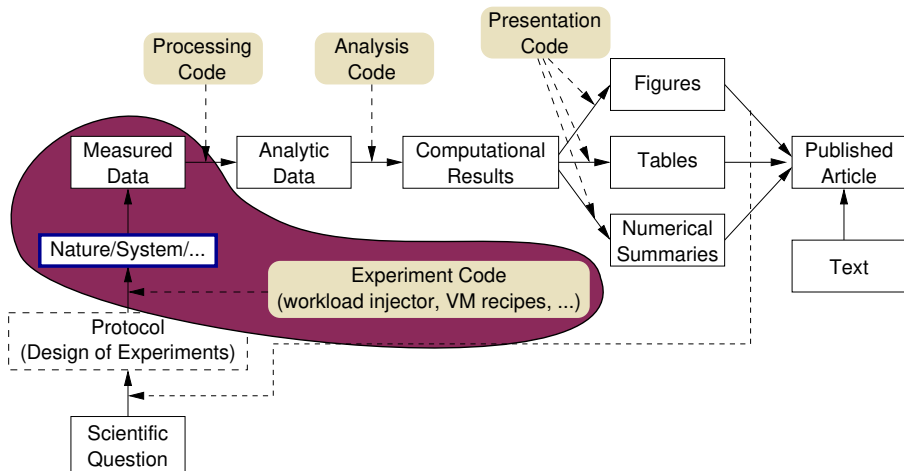 Processing
Code
Analysis
Code
Presentation
Code
Figures
Measured
Data
Analytic
Data
Computational
Results
Tables
Published
Article
Nature/System/...
Numerical
Summaries
Experiment Code
(workload injector, VM recipes, ...)
Text
Protocol
(Design of Experiments)
Scientific
Question